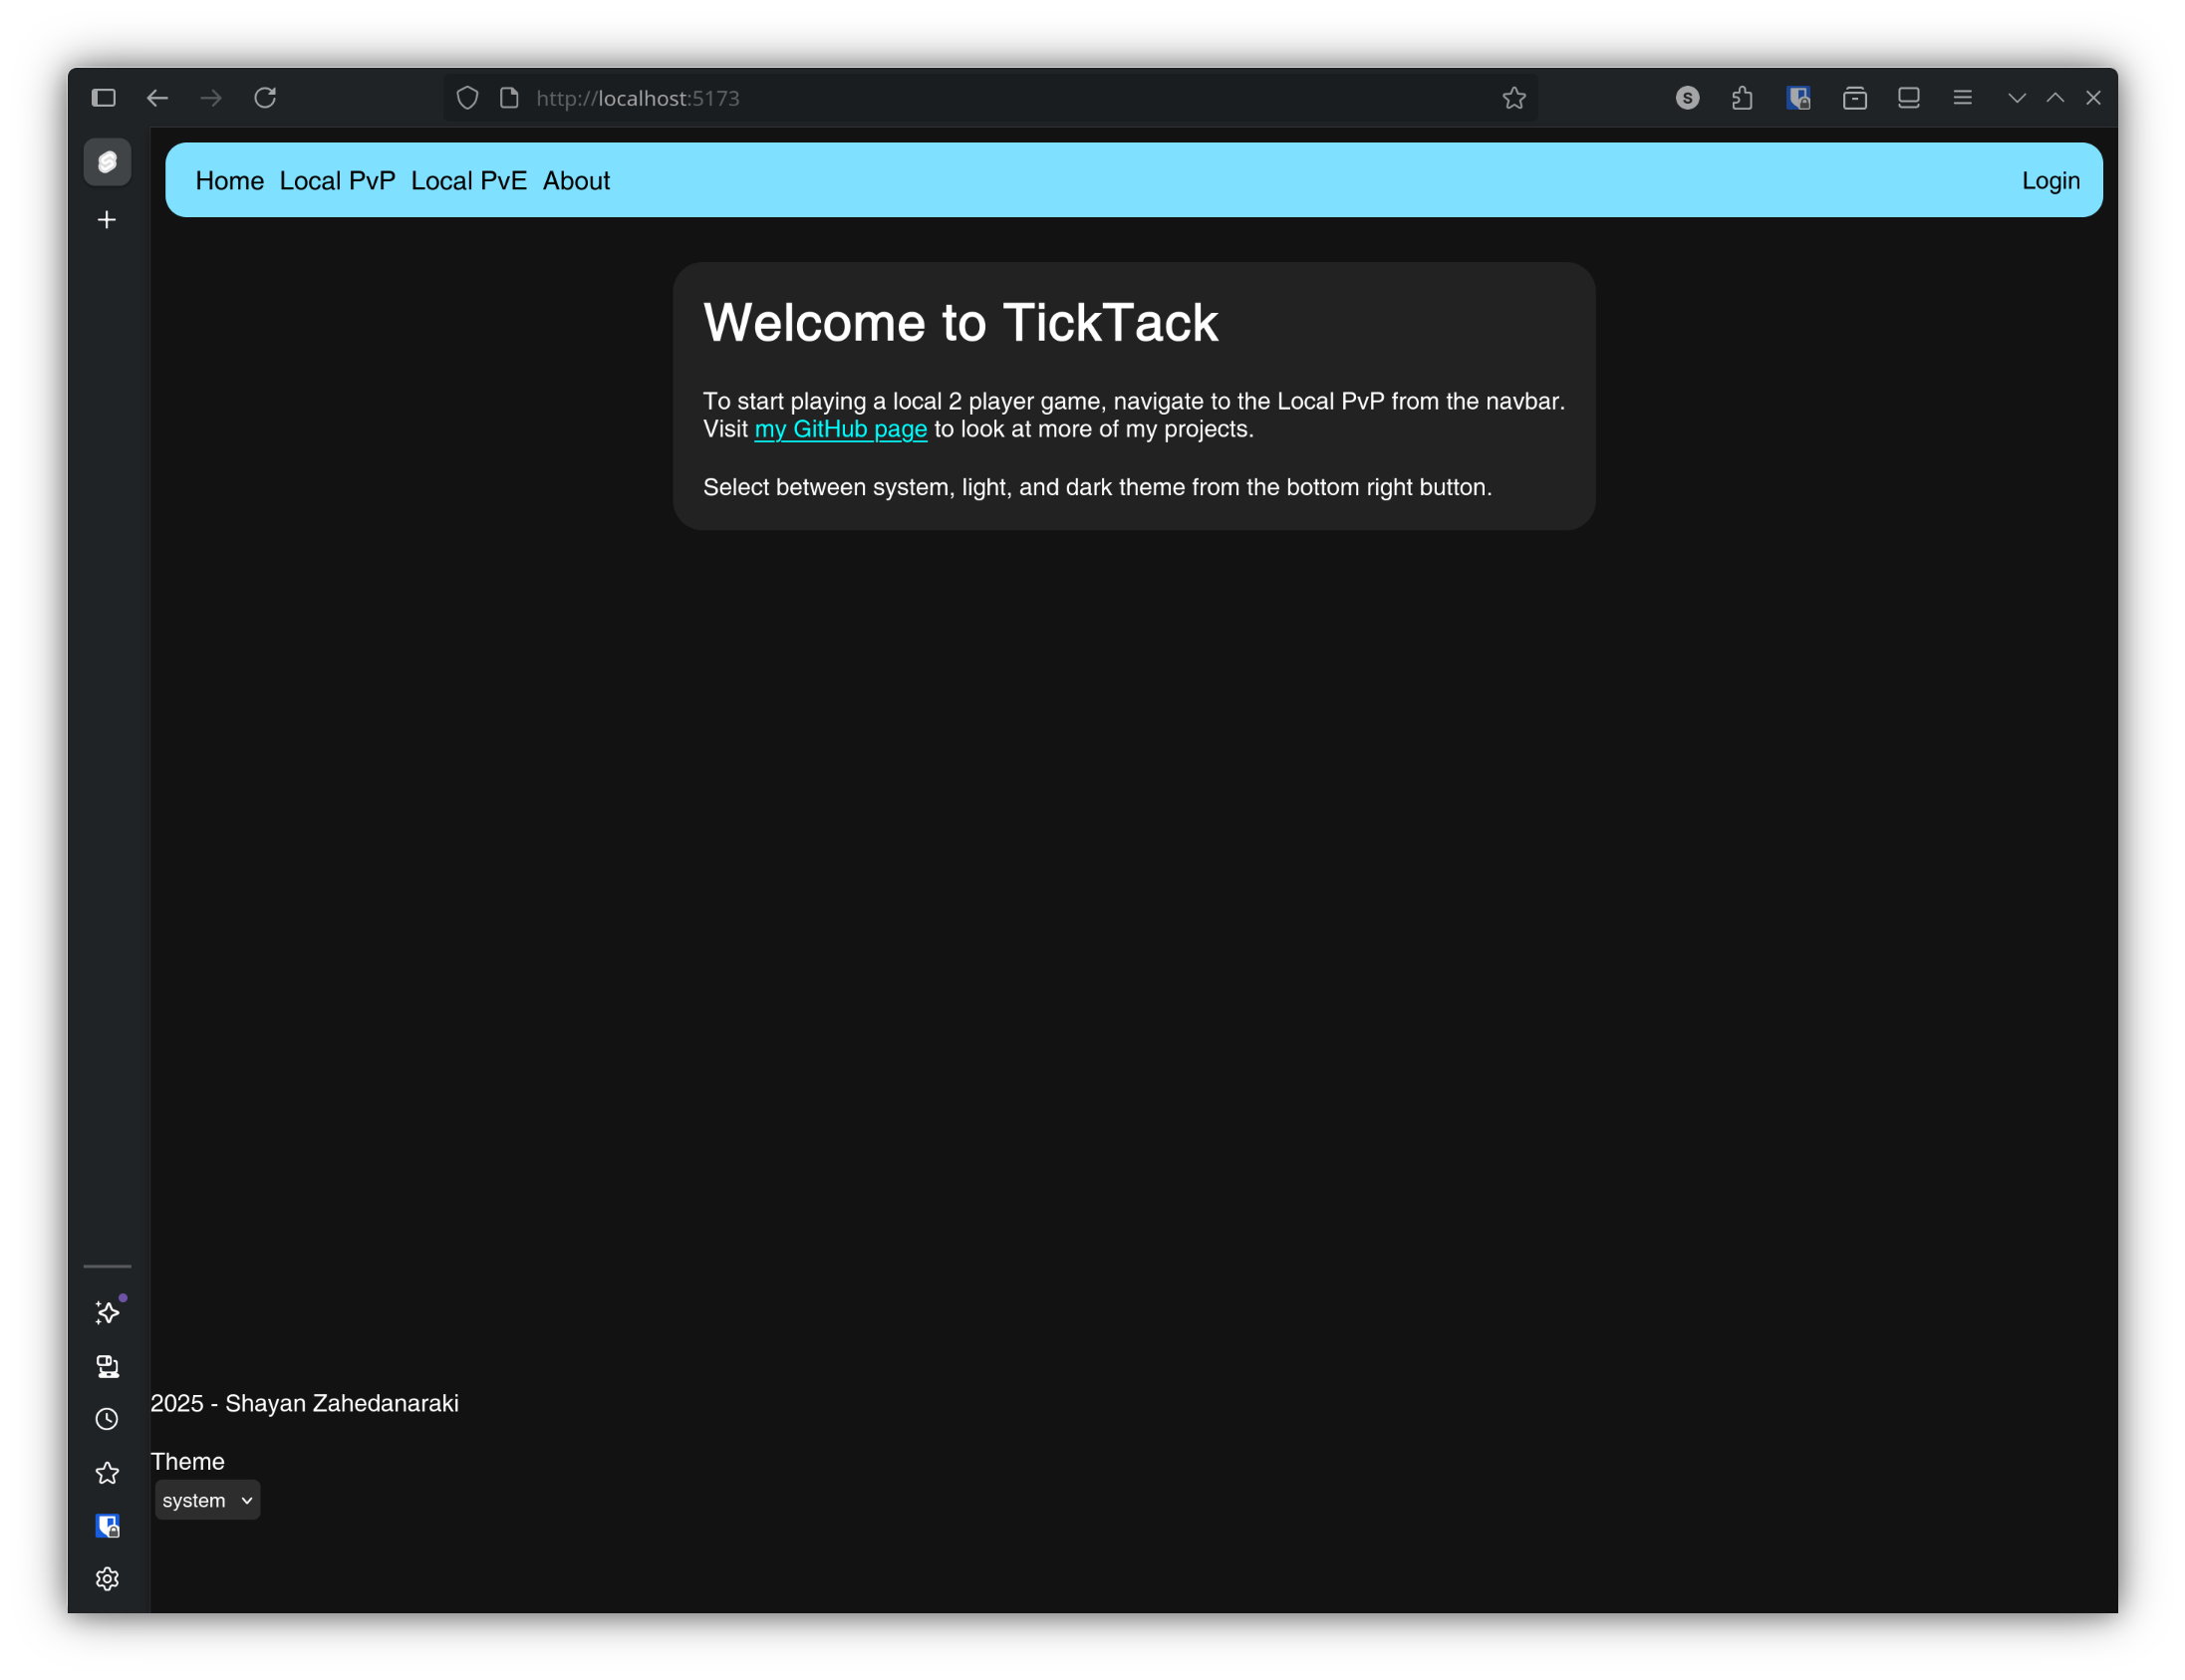 http://localhost:5173
S
Home Local PvP Local PvE About Login
Welcome to TickTack
To start playing a local 2 player game, navigate to the Local PvP from the navbar.
Visit my GitHub page to look at more of my projects.
Select between system, light, and dark theme from the bottom right button.
2025 - Shayan Zahedanaraki
Theme
system